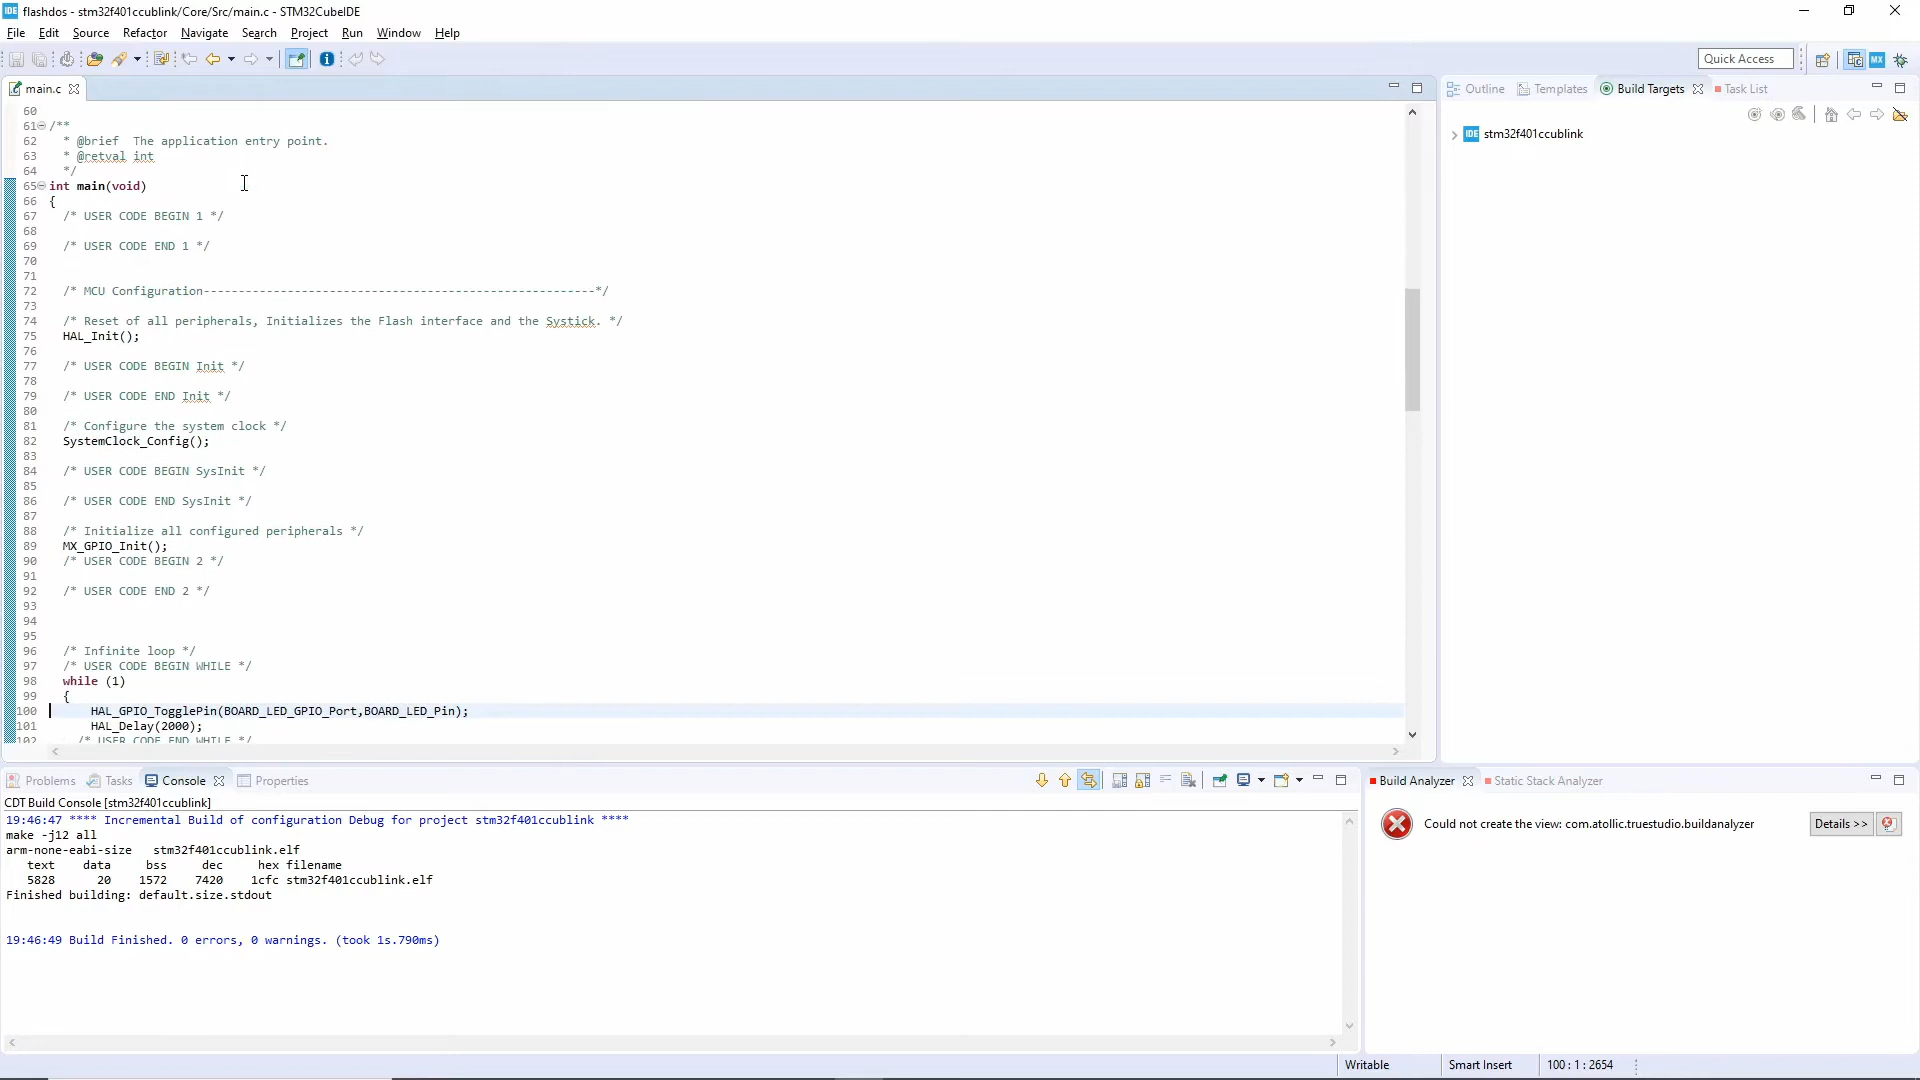 IDE flashdos - stm32f401ccublink/Core/Src/main.c - STM32CubeIDE
File Edit Source Refactor Navigate Search Project Run Window Help
Quick Access MX
main.c
Outline Templates Build Targets Task List
IDE stm32f401ccublink
60
61 /**
62   * @brief  The application entry point.
63   * @retval int
64   */
65 int main(void)
66 {
67   /* USER CODE BEGIN 1 */
68
69   /* USER CODE END 1 */
70
71
72   /* MCU Configuration--------------------------------------------------------*/
73
74   /* Reset of all peripherals, Initializes the Flash interface and the Systick. */
75   HAL_Init();
76
77   /* USER CODE BEGIN Init */
78
79   /* USER CODE END Init */
80
81   /* Configure the system clock */
82   SystemClock_Config();
83
84   /* USER CODE BEGIN SysInit */
85
86   /* USER CODE END SysInit */
87
88   /* Initialize all configured peripherals */
89   MX_GPIO_Init();
90   /* USER CODE BEGIN 2 */
91
92   /* USER CODE END 2 */
93
94
95
96   /* Infinite loop */
97   /* USER CODE BEGIN WHILE */
98   while (1)
99   {
100       HAL_GPIO_TogglePin(BOARD_LED_GPIO_Port,BOARD_LED_Pin);
101       HAL_Delay(2000);
102     /* USER CODE END WHILE */
Problems Tasks Console Properties
CDT Build Console [stm32f401ccublink]
19:46:47 **** Incremental Build of configuration Debug for project stm32f401ccublink ****
make -j12 all
arm-none-eabi-size   stm32f401ccublink.elf
   text    data     bss     dec     hex filename
   5828      20    1572    7420    1cfc stm32f401ccublink.elf
Finished building: default.size.stdout
19:46:49 Build Finished. 0 errors, 0 warnings. (took 1s.790ms)
Build Analyzer Static Stack Analyzer
Could not create the view: com.atollic.truestudio.buildanalyzer Details >>
Writable Smart Insert 100 : 1 : 2654